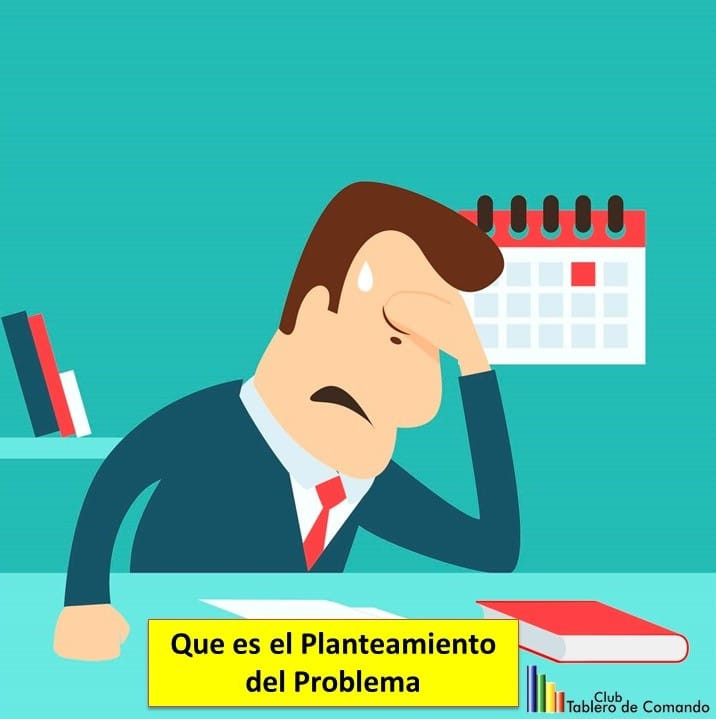 Que es el Planteamiento
del Problema
Club
Tablero de Comando